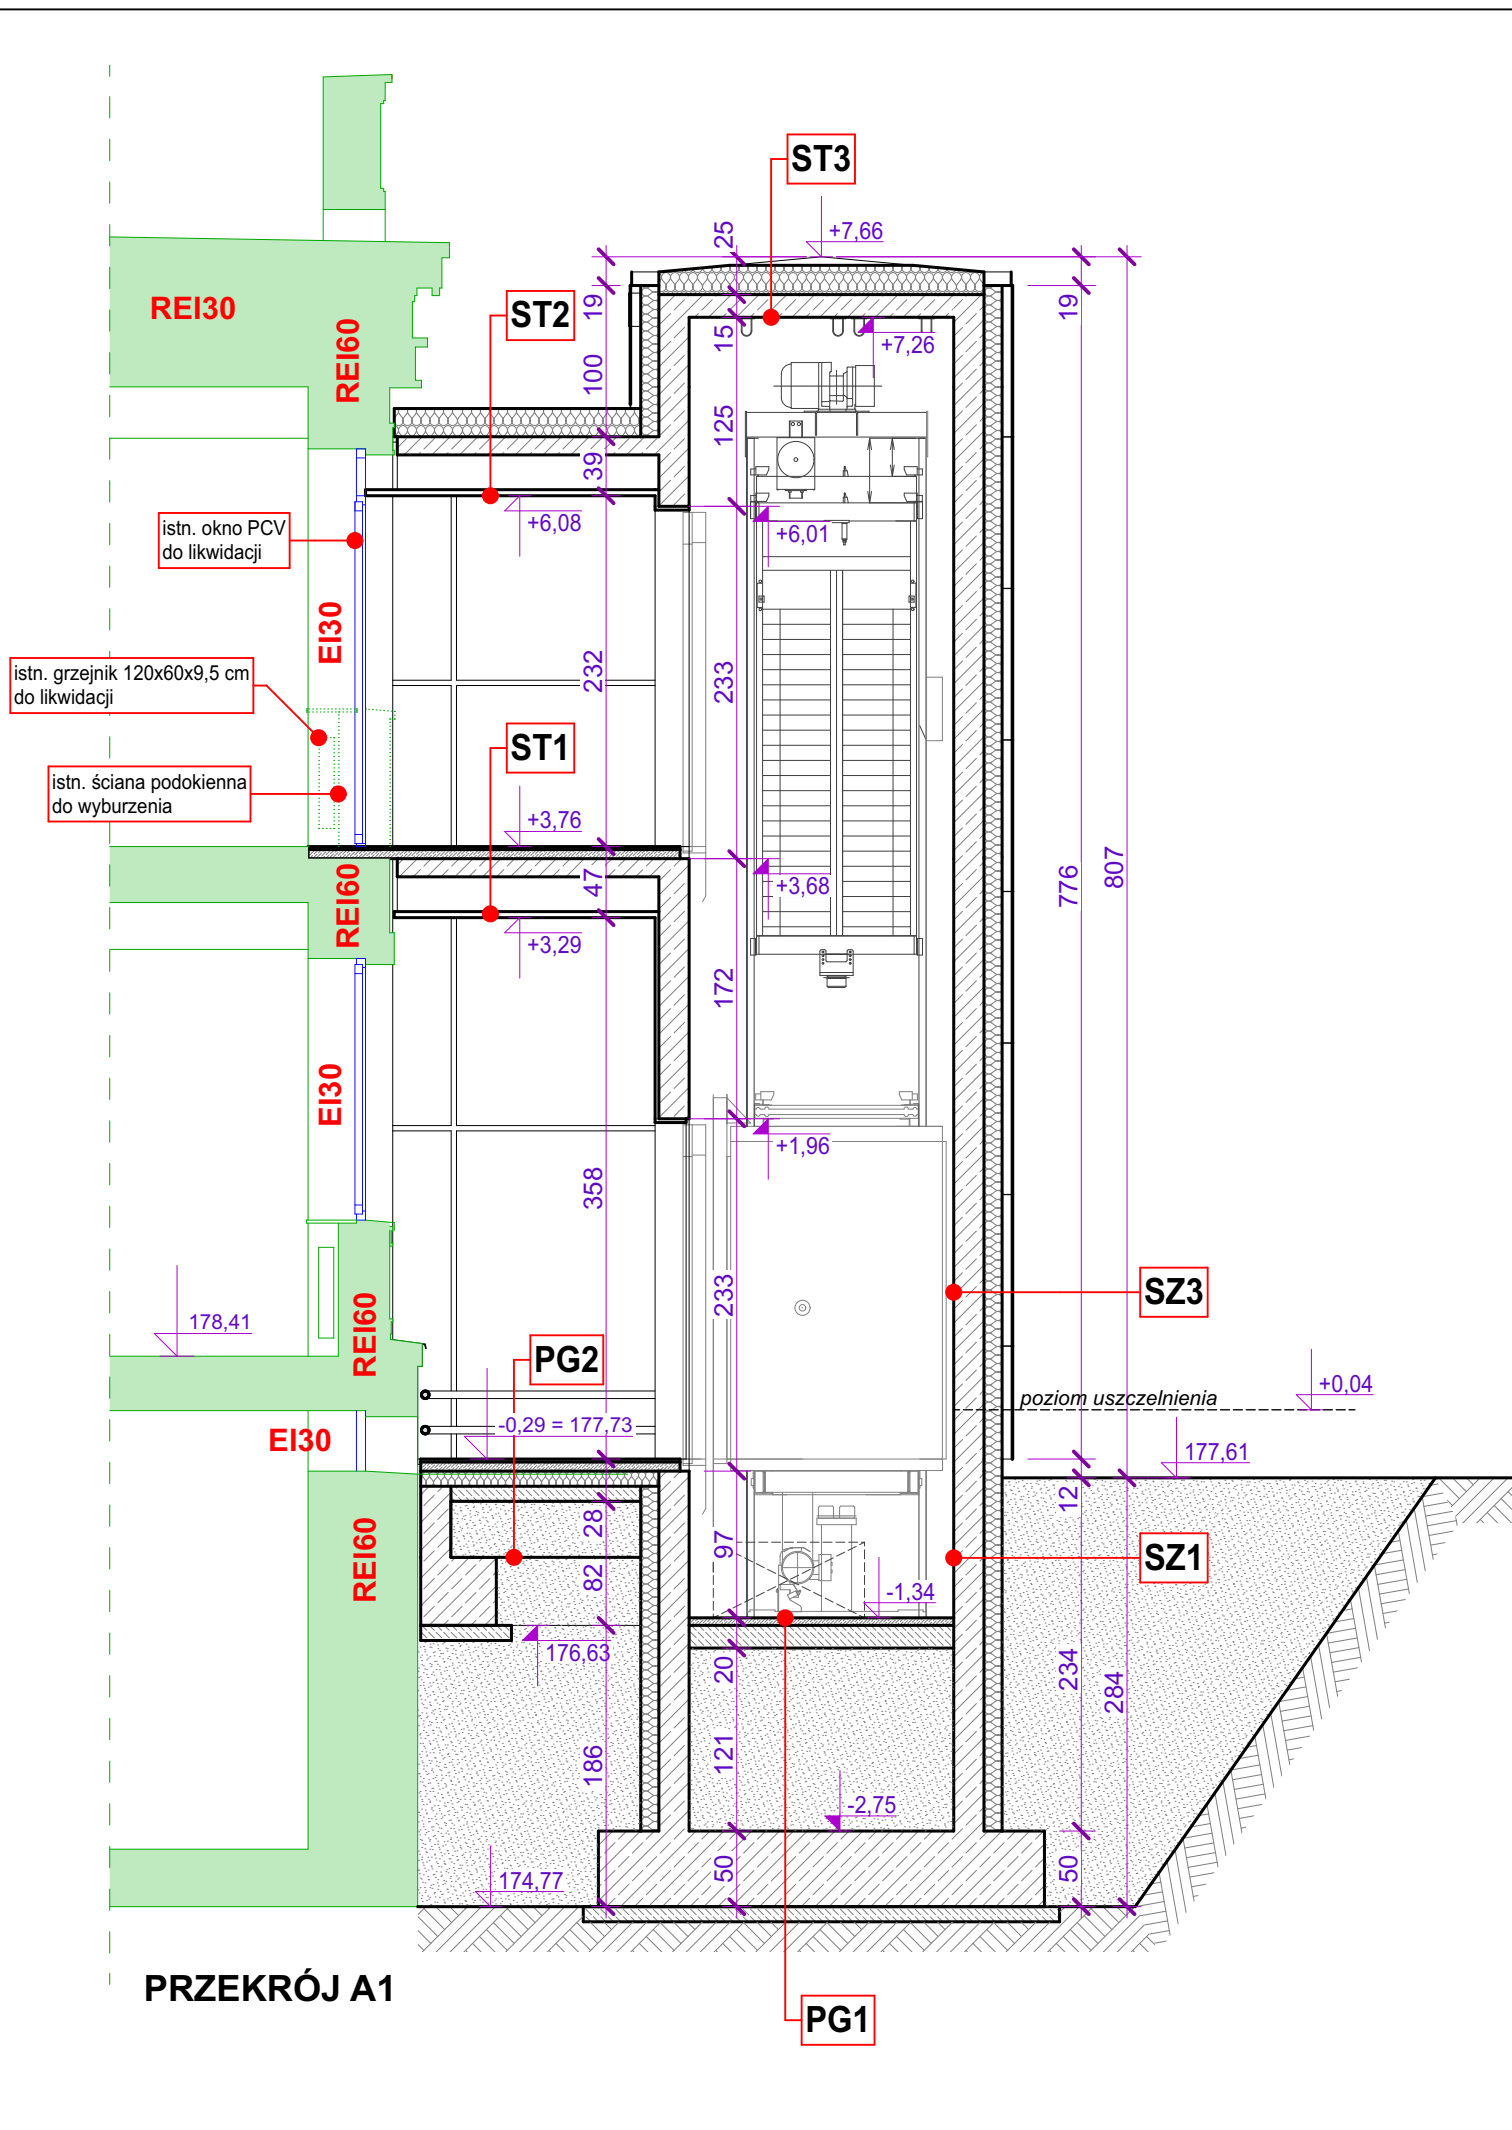 ST3
+7,66
25
REI30
REI60
ST2
19
19
15
+7,26
100
125
39
istn. okno PCV
do likwidacji
+6,08
+6,01
EI30
istn. grzejnik 120x60x9,5 cm
do likwidacji
232
233
ST1
istn. ściana podokienna
do wyburzenia
+3,76
776
807
REI60
47
+3,68
+3,29
172
EI30
+1,96
358
233
SZ3
178,41
REI60
PG2
+0,04
poziom uszczelnienia
EI30
-0,29 = 177,73
177,61
12
28
REI60
97
SZ1
82
-1,34
176,63
20
234
284
186
121
-2,75
174,77
50
50
PRZEKRÓJ A1
PG1